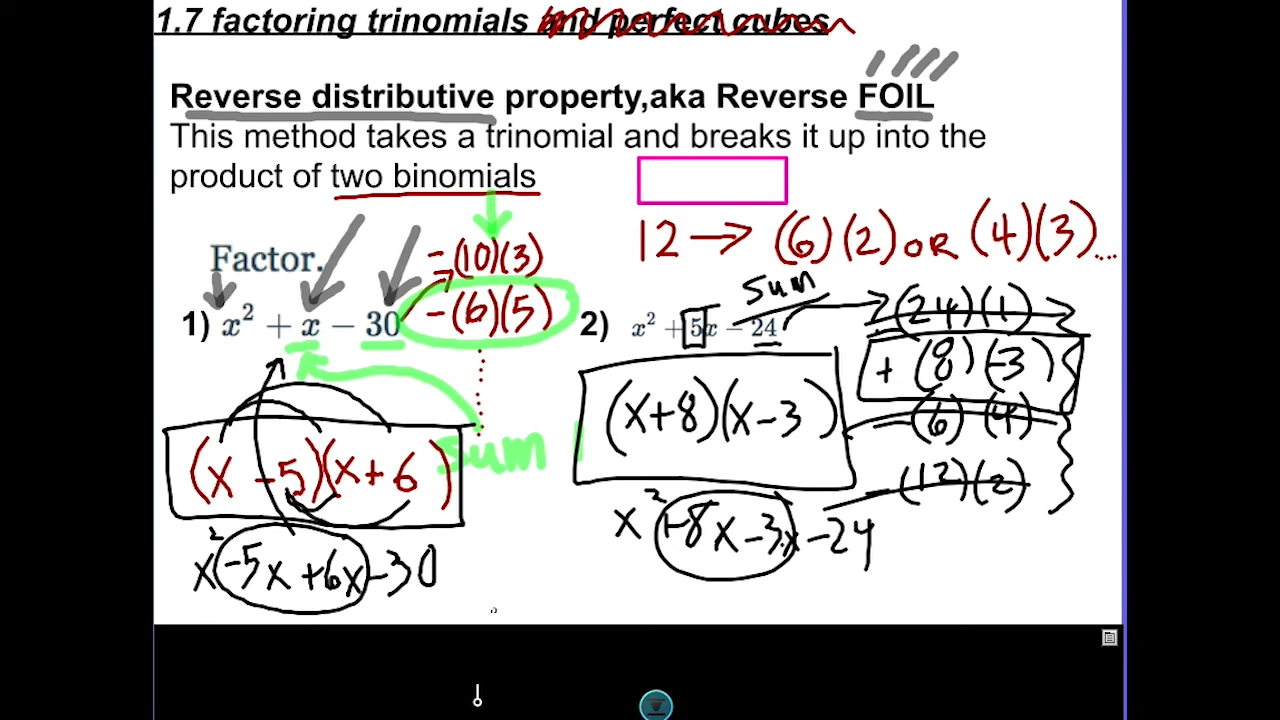 1.7 factoring trinomials and perfect cubes
Reverse distributive property,aka Reverse FOIL
This method takes a trinomial and breaks it up into the
product of two binomials
12 → (6)(2) OR (4)(3)....
Factor.
-(10)(3)
-(6)(5)
1) x² + x − 30
sum
(x -5)(x+6)
x² -5x +6x -30
2) x² + 5x − 24
sum
(24)(1)
+ (8)(-3)
(6)(4)
-(12)(2)
(x+8)(x-3)
x² +8x -3x -24